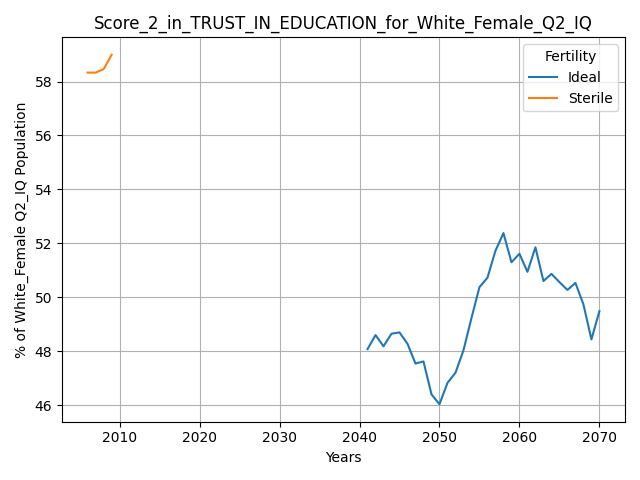 Score_2_in_TRUST_IN_EDUCATION_for_White_Female_Q2_IQ
Fertility
Ideal
Sterile
% of White_Female Q2_IQ Population
58
56
54
52
50
48
46
2010
2020
2030
2040
2050
2060
2070
Years